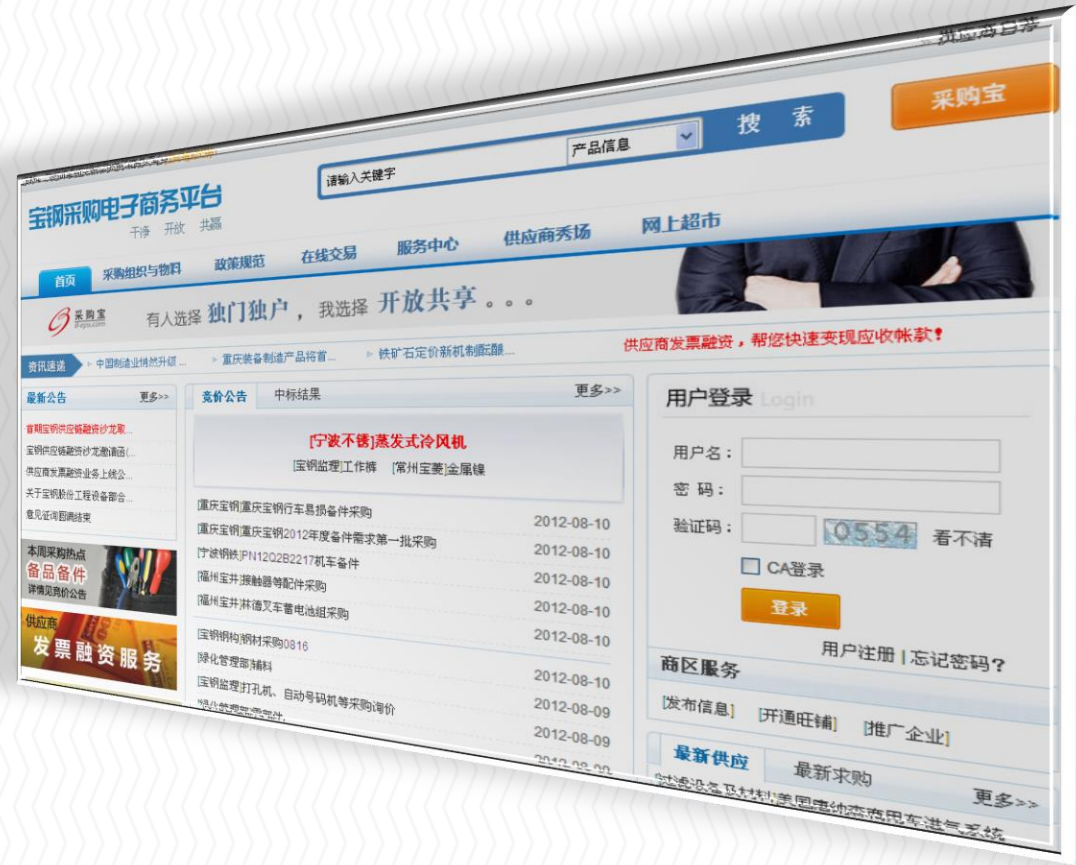 采购宝
产品信息
搜 索
请输入关键字
宝钢采购电子商务平台
干净 开放 共赢
首页 采购组织与物料 政策规范 在线交易 服务中心 供应商秀场 网上超市
采购宝
有人选择 独门独户 , 我选择 开放共享 。。。
资讯速递 中国制造业悄然升级 ... 重庆装备制造产品将首... 铁矿石定价新机制
供应商发票融资,帮您快速变现应收帐款!
最新公告 更多>>
首期宝钢供应链融资沙龙取...
宝钢供应链融资沙龙邀请函(...
供应商发票融资业务上线公...
关于宝钢股份工程设备部合...
意见征询圆满结束
本周采购热点
备品备件
详情见竞价公告
供应商
发票融资服务
竞价公告 中标结果 更多>>
[宁波不锈]蒸发式冷风机
[宝钢监理]工作裤 [常州宝菱]金属镍
[重庆宝钢]重庆宝钢行车易损备件采购 2012-08-10
[重庆宝钢]重庆宝钢2012年度备件需求第一批采购 2012-08-10
[宁波钢铁]PN12Q2B2217机车备件 2012-08-10
[福州宝井]接触器等配件采购 2012-08-10
[福州宝井]林德叉车蓄电池组采购 2012-08-10
[宝钢钢构]钢材采购0816 2012-08-10
[绿化管理部]辅料 2012-08-09
[宝钢监理]打孔机、自动号码机等采购询价 2012-08-09
用户登录 Login
用户名:
密 码:
验证码: 0554 看不清
CA登录
登录
用户注册 | 忘记密码?
商区服务
[发布信息] [开通旺铺] [推广企业]
最新供应 最新求购 更多>>